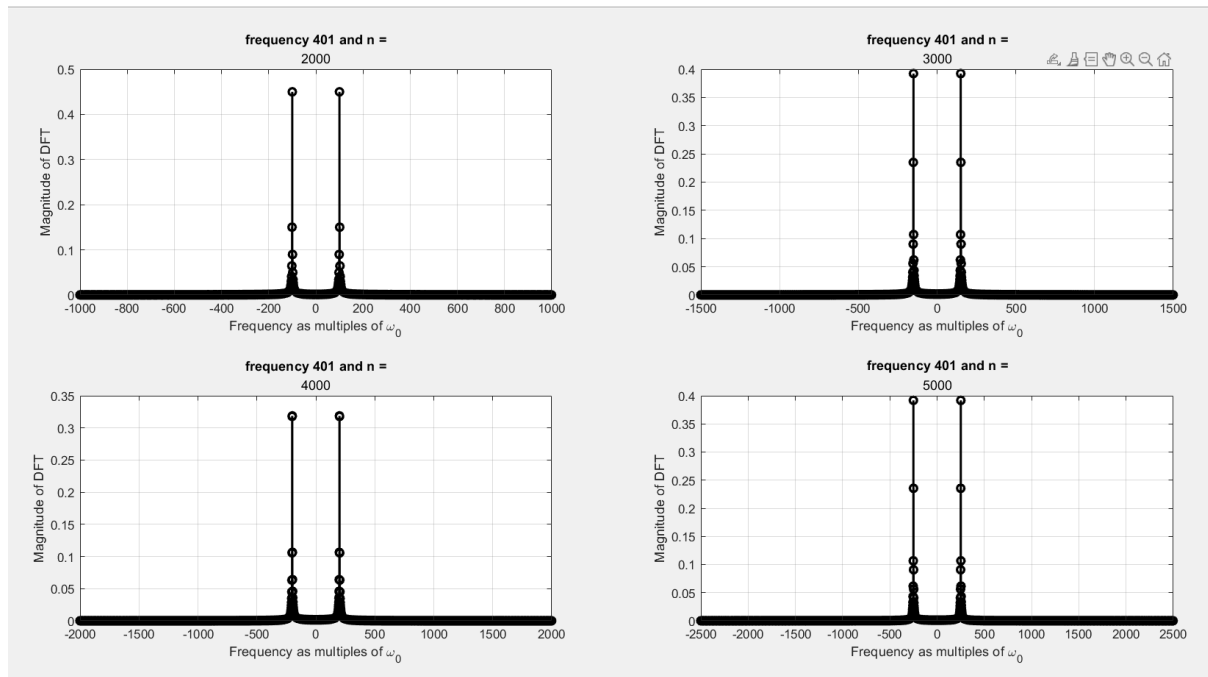 frequency 401 and n =
2000
0.5
0.4
0.3
0.2
0.1
0
Magnitude of DFT
-1000 -800 -600 -400 -200 0 200 400 600 800 1000
Frequency as multiples of ω0
frequency 401 and n =
3000
0.4
0.35
0.3
0.25
0.2
0.15
0.1
0.05
0
Magnitude of DFT
-1500 -1000 -500 0 500 1000 1500
Frequency as multiples of ω0
frequency 401 and n =
4000
0.35
0.3
0.25
0.2
0.15
0.1
0.05
0
Magnitude of DFT
-2000 -1500 -1000 -500 0 500 1000 1500 2000
Frequency as multiples of ω0
frequency 401 and n =
5000
0.4
0.35
0.3
0.25
0.2
0.15
0.1
0.05
0
Magnitude of DFT
-2500 -2000 -1500 -1000 -500 0 500 1000 1500 2000 2500
Frequency as multiples of ω0